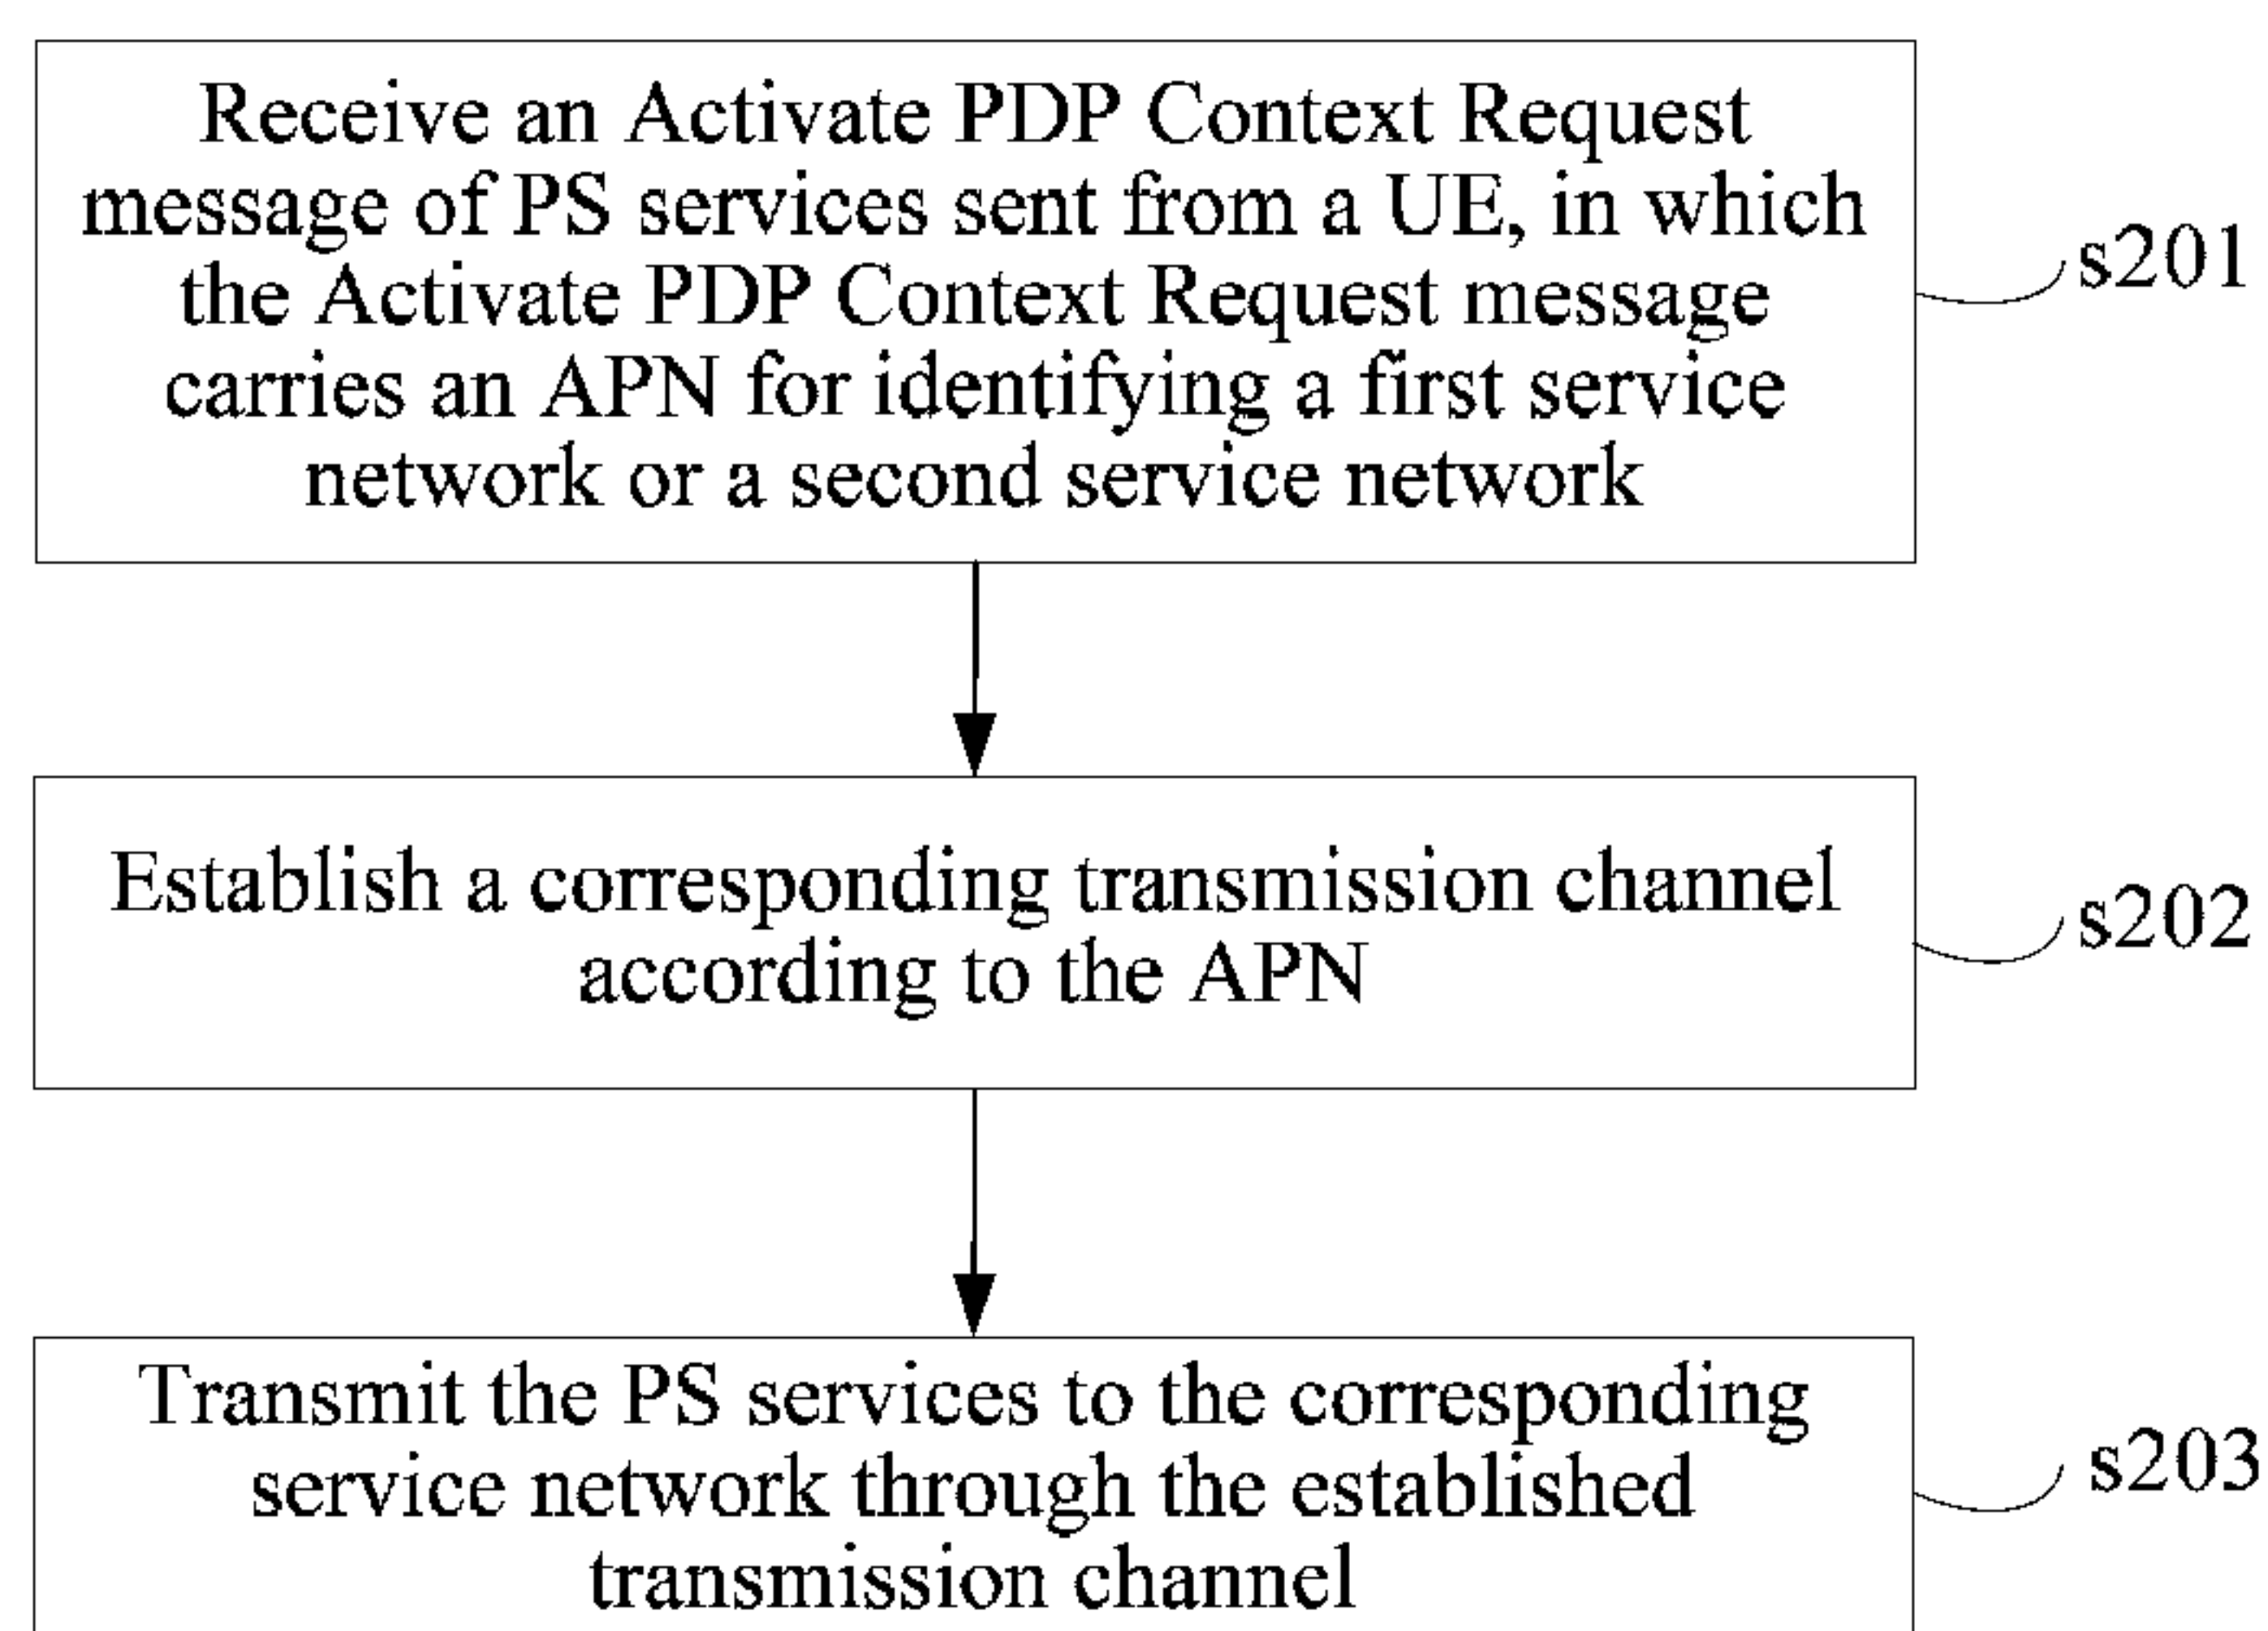 Receive an Activate PDP Context Request
message of PS services sent from a UE, in which
the Activate PDP Context Request message
carries an APN for identifying a first service
network or a second service network
s201
Establish a corresponding transmission channel
according to the APN
s202
Transmit the PS services to the corresponding
service network through the established
transmission channel
s203